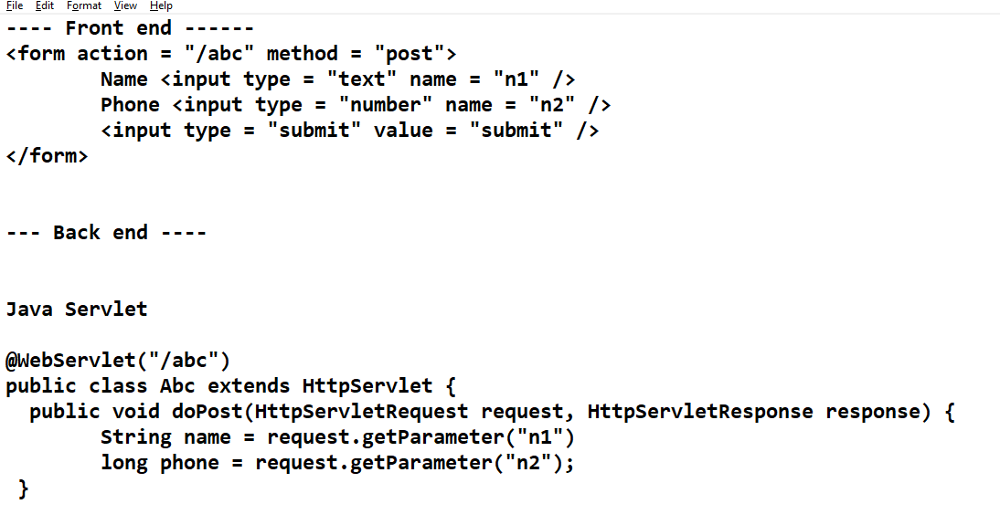 File Edit Format View Help
---- Front end ------
<form action = "/abc" method = "post">
        Name <input type = "text" name = "n1" />
        Phone <input type = "number" name = "n2" />
        <input type = "submit" value = "submit" />
</form>
--- Back end ----
Java Servlet
@WebServlet("/abc")
public class Abc extends HttpServlet {
  public void doPost(HttpServletRequest request, HttpServletResponse response) {
        String name = request.getParameter("n1")
        long phone = request.getParameter("n2");
 }